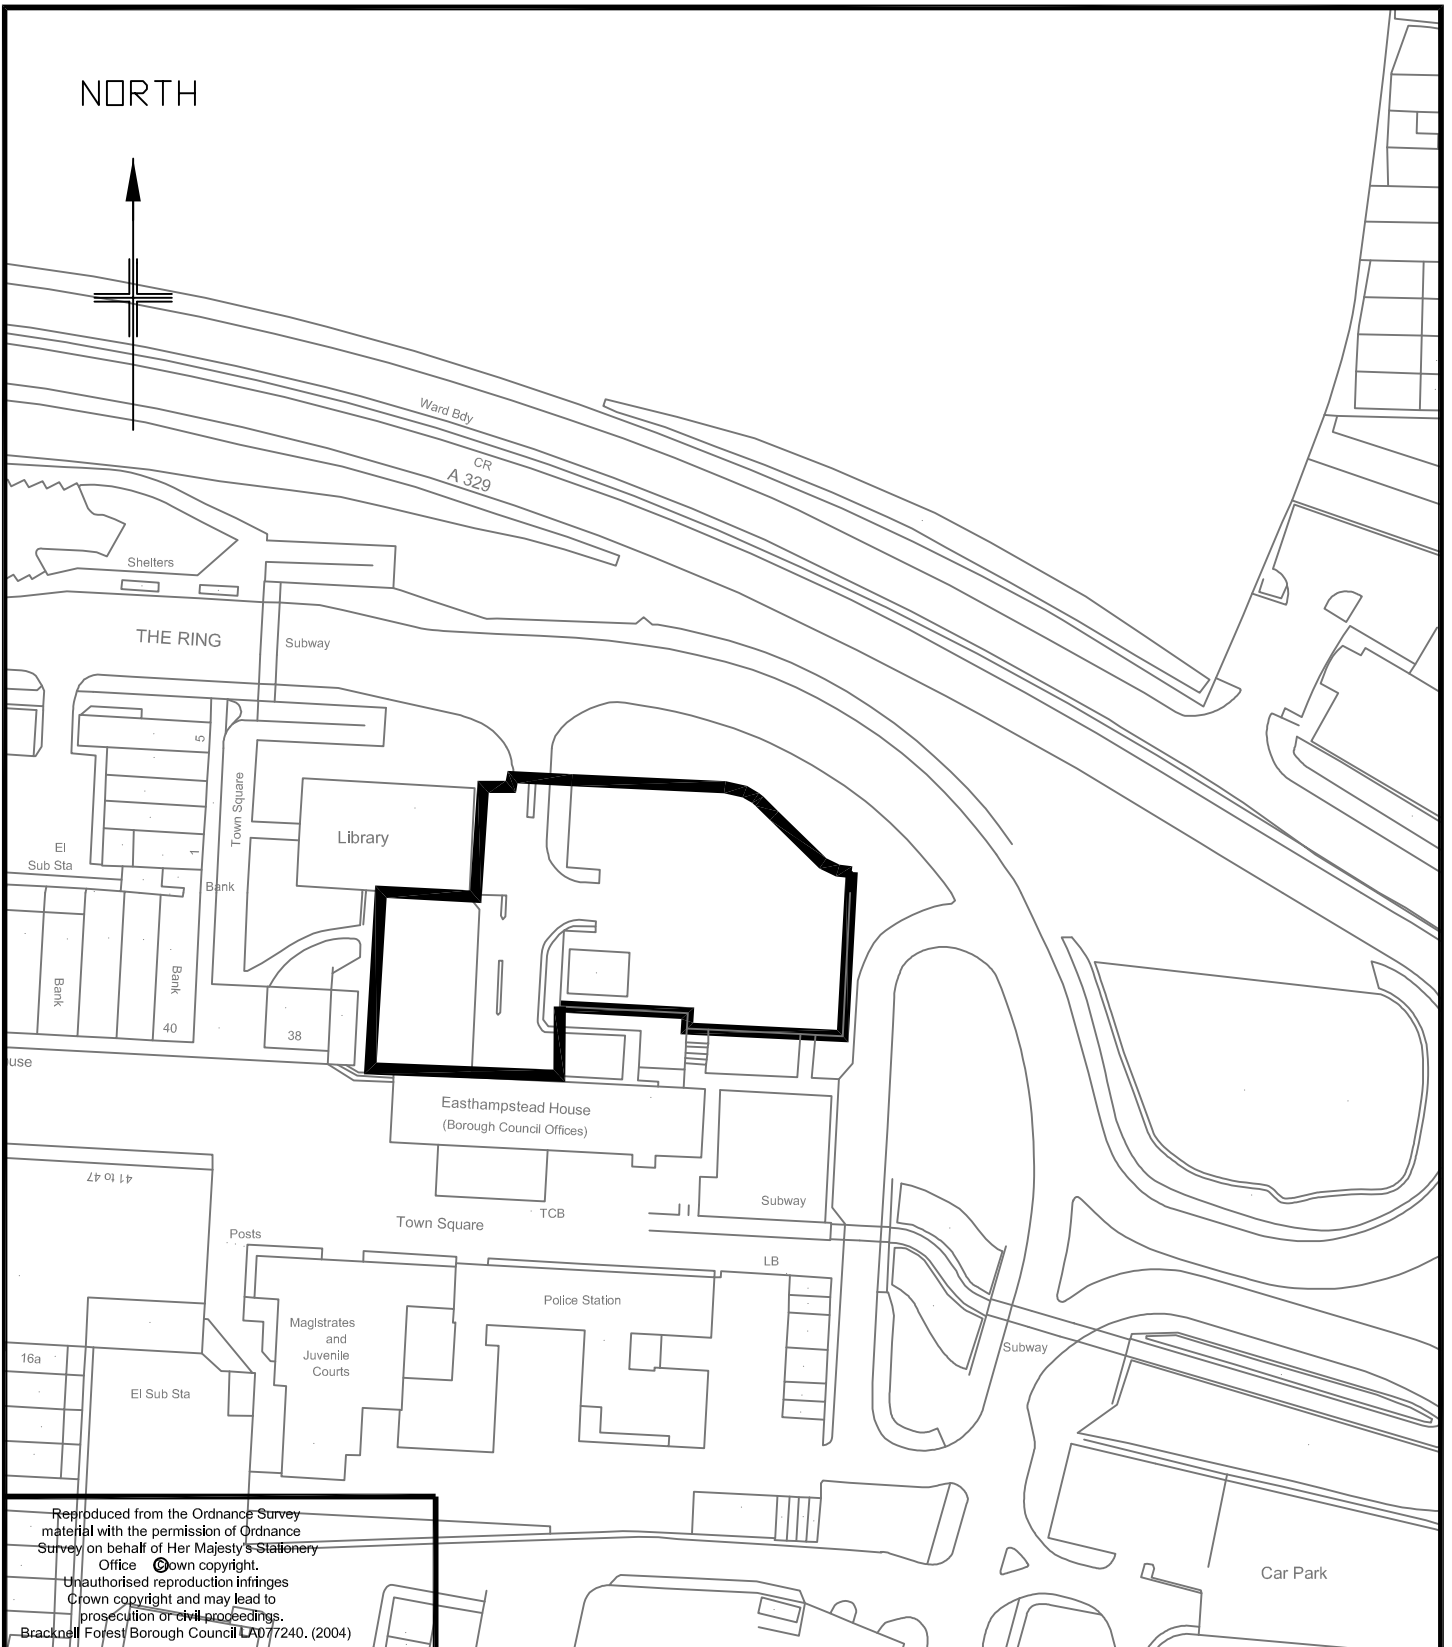 NORTH
Ward Bdy
CR
A 329
Shelters
THE RING
Subway
5
Town Square
Library
1
El
Sub Sta
Bank
Bank
Bank
40
38
use
Easthampstead House
(Borough Council Offices)
41 to 47
Subway
TCB
Town Square
Posts
LB
Police Station
Magistrates
and
Juvenile
Courts
Subway
16a
El Sub Sta
Car Park
Reproduced from the Ordnance Survey
material with the permission of Ordnance
Survey on behalf of Her Majesty's Stationery
Office © Crown copyright.
Unauthorised reproduction infringes
Crown copyright and may lead to
prosecution or civil proceedings.
Bracknell Forest Borough Council LA077240. (2004)